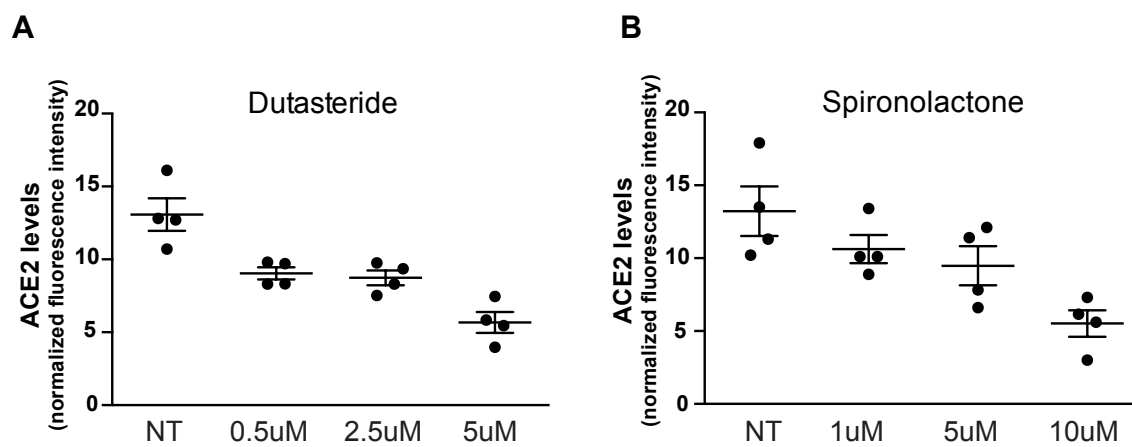 A
Dutasteride
ACE2 levels
(normalized fluorescence intensity)
20
15
10
5
0
NT 0.5uM 2.5uM 5uM
B
Spironolactone
ACE2 levels
(normalized fluorescence intensity)
20
15
10
5
0
NT 1uM 5uM 10uM